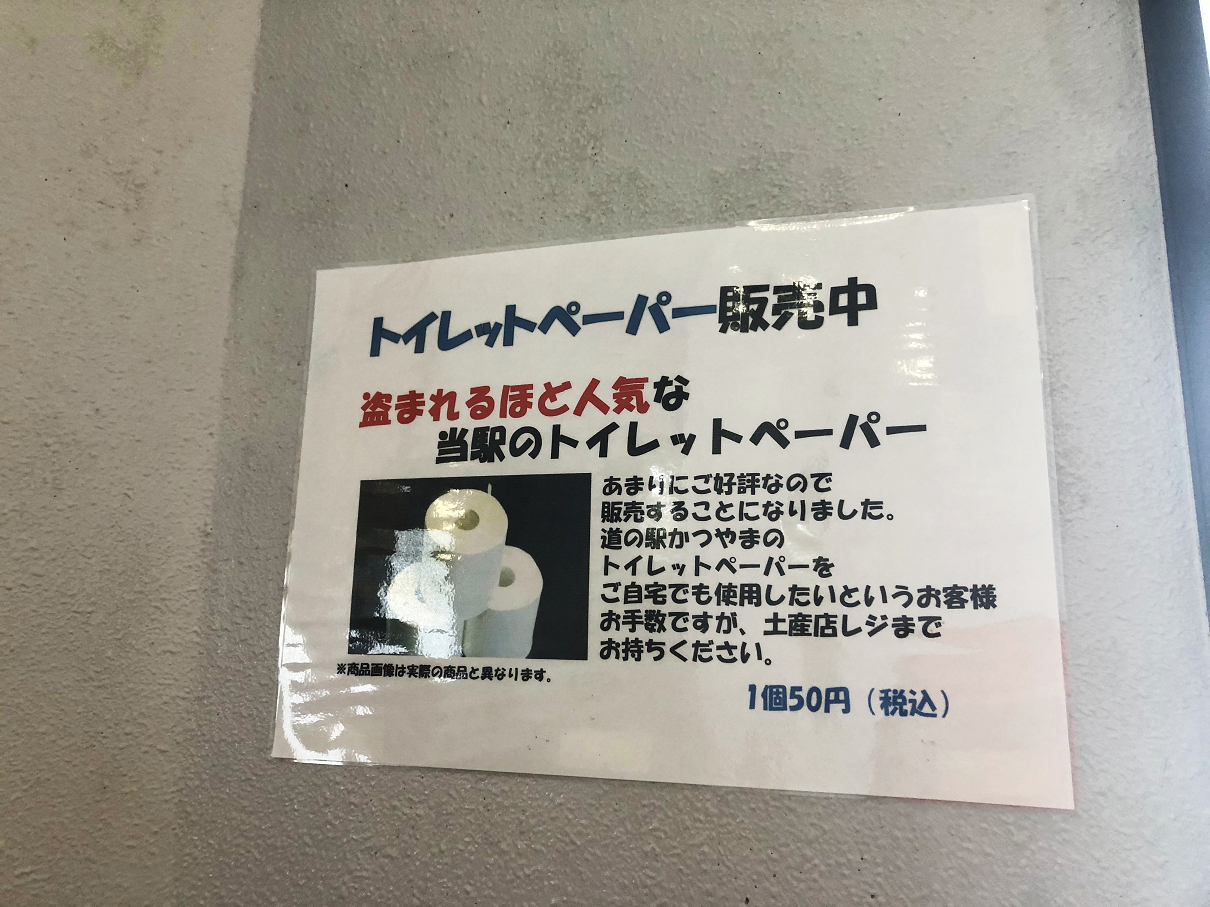 トイレットペーパー販売中
盗まれるほど人気な
当駅のトイレットペーパー
あまりにご好評なので
販売することになりました。
道の駅かつやまの
トイレットペーパーを
ご自宅でも使用したいというお客様
お手数ですが、土産店レジまで
お持ちください。
※商品画像は実際の商品と異なります。
1個50円（税込）